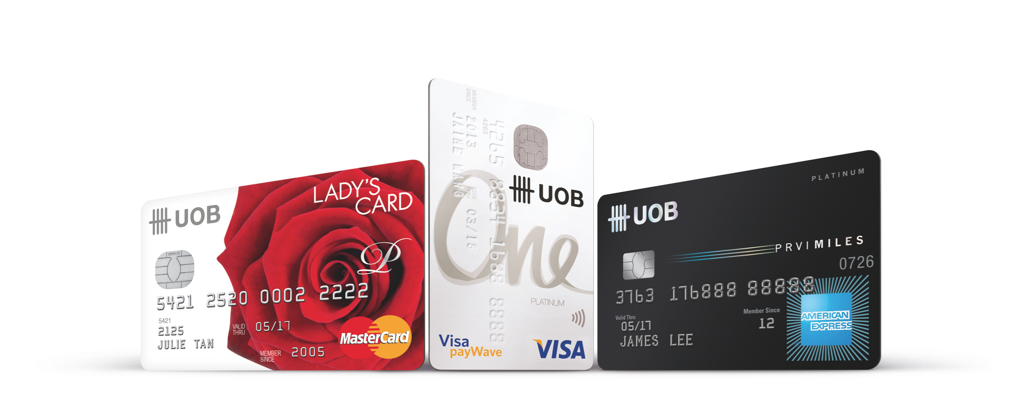 UOB
LADY'S
CARD
P
5421 2520 0002 2222
5421
2125
VALID
THRU
05/17
JULIE TAN
MEMBER
SINCE
2005
MasterCard
2013
UOB
One
PLATINUM
Visa
payWave
VISA
PLATINUM
UOB
PRVIMILES
0726
3763 176888 88888
Valid Thru
05/17
Member Since
12
JAMES LEE
AMERICAN
EXPRESS